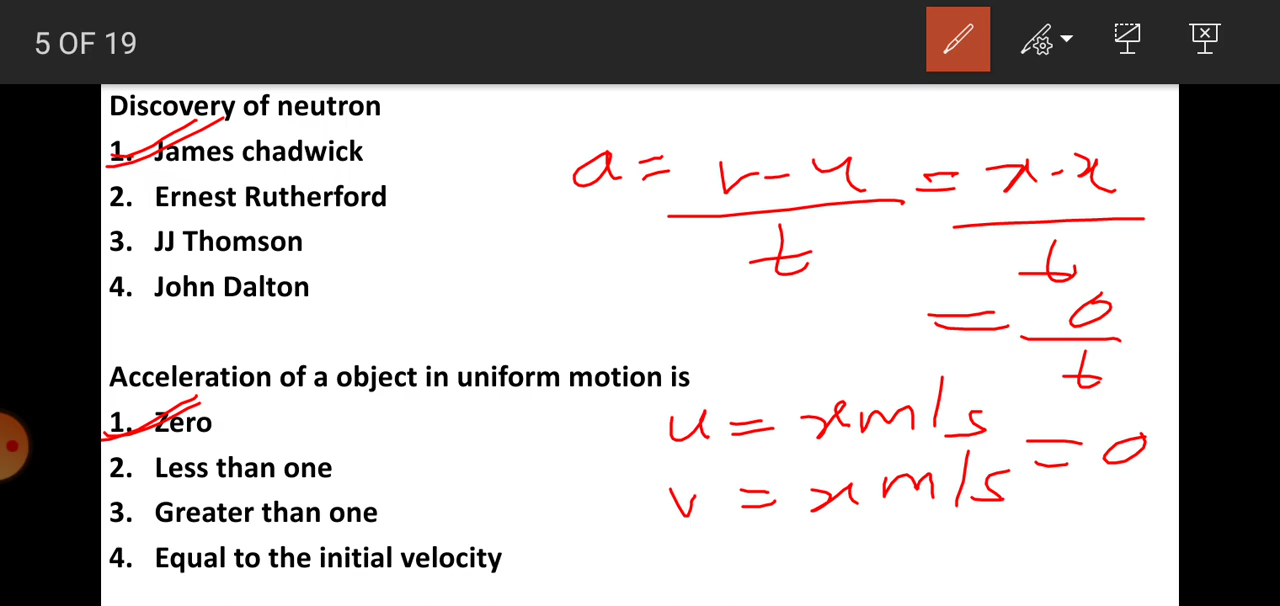 5 OF 19
Discovery of neutron
1. James chadwick
2. Ernest Rutherford
3. JJ Thomson
4. John Dalton
a = v-u/t = x-x/t
= 0/t
Acceleration of a object in uniform motion is
1. Zero
2. Less than one
3. Greater than one
4. Equal to the initial velocity
u = x m/s
v = x m/s
= 0